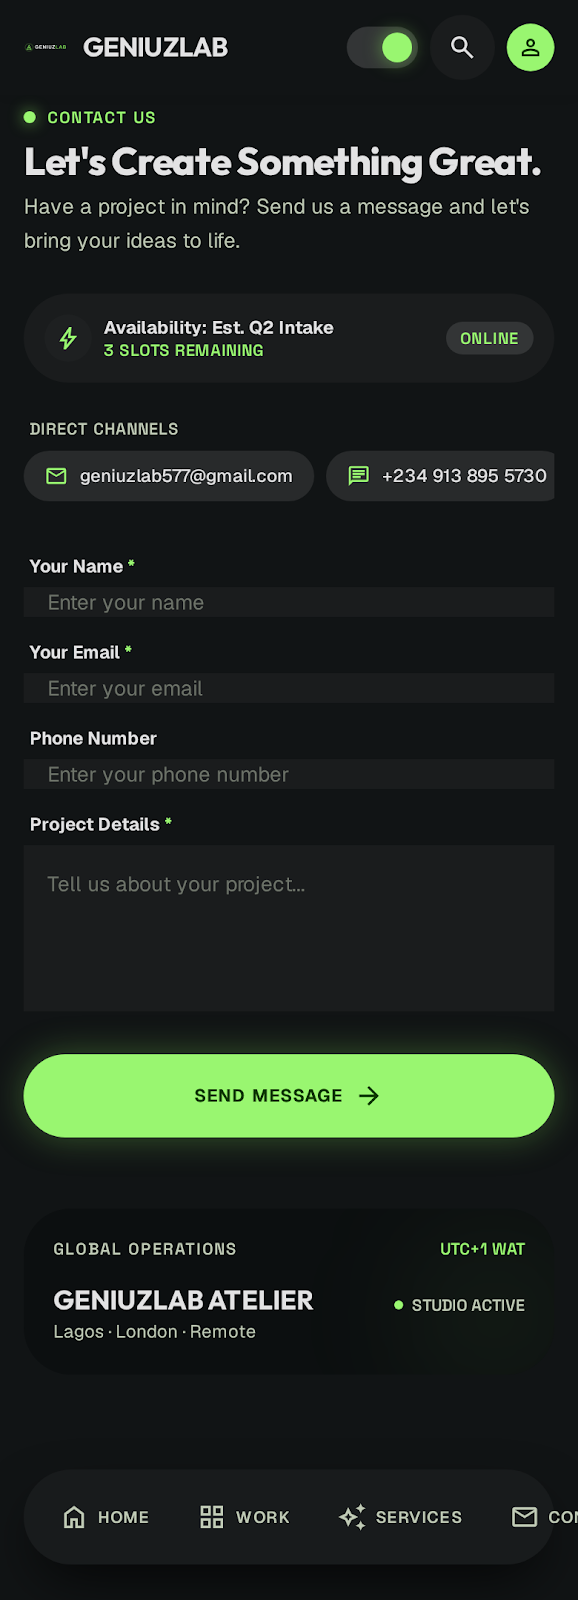 GENIUZLAB GENIUZLAB
CONTACT US
Let's Create Something Great.
Have a project in mind? Send us a message and let's
bring your ideas to life.
Availability: Est. Q2 Intake
3 SLOTS REMAINING
ONLINE
DIRECT CHANNELS
geniuzlab577@gmail.com
+234 913 895 5730
Your Name *
Enter your name
Your Email *
Enter your email
Phone Number
Enter your phone number
Project Details *
Tell us about your project...
SEND MESSAGE
GLOBAL OPERATIONS
UTC+1 WAT
GENIUZLAB ATELIER
STUDIO ACTIVE
Lagos · London · Remote
HOME
WORK
SERVICES